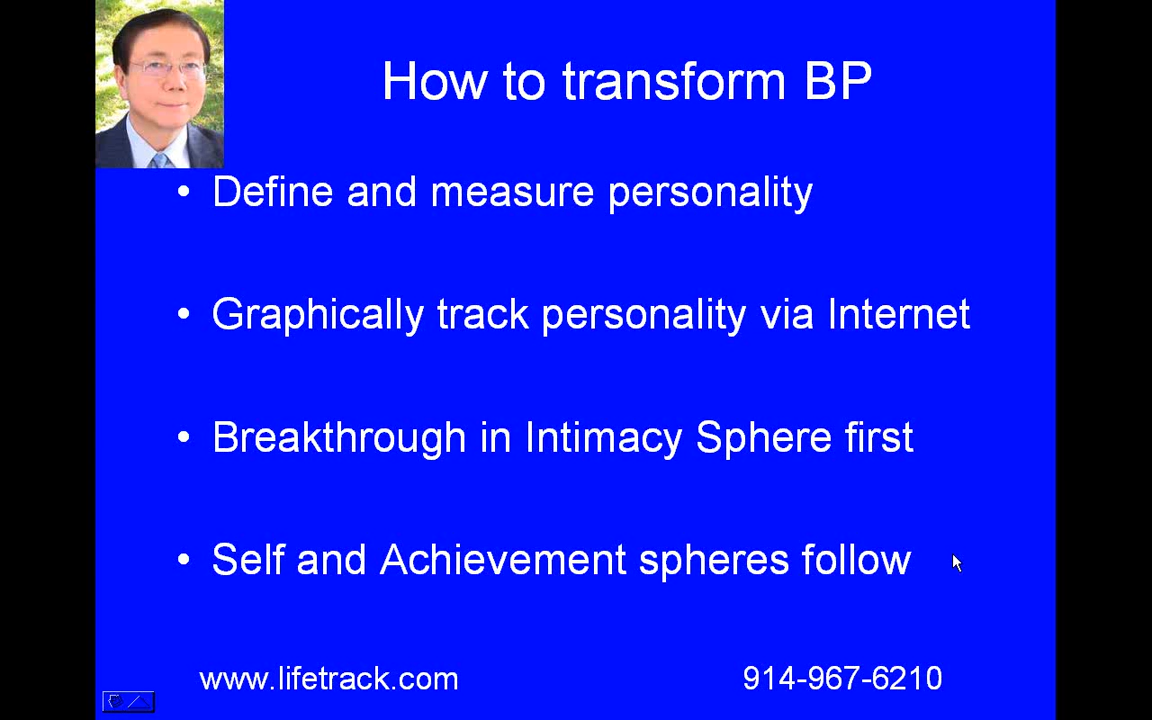 How to transform BP
• Define and measure personality
• Graphically track personality via Internet
• Breakthrough in Intimacy Sphere first
• Self and Achievement spheres follow
www.lifetrack.com 914-967-6210